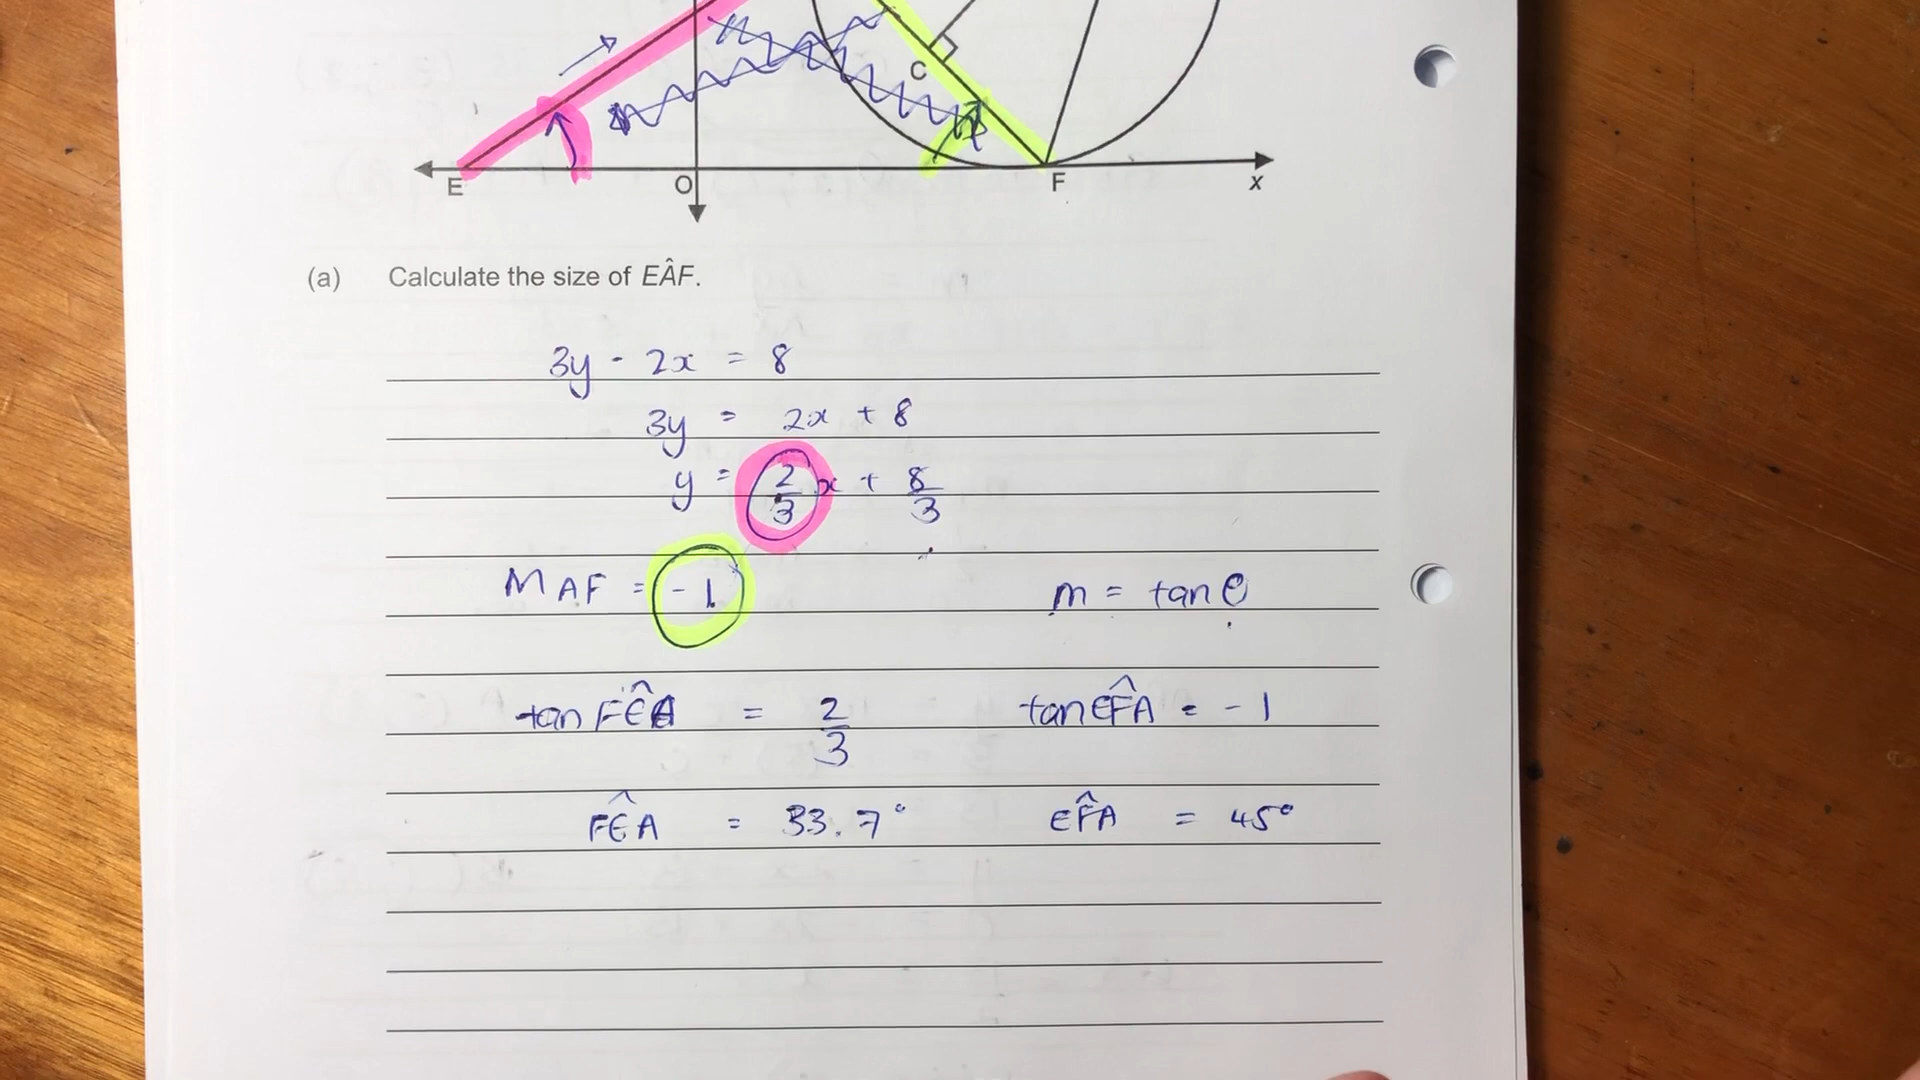 C
E O F x
(a) Calculate the size of EÂF.
3y - 2x = 8
3y = 2x + 8
y = 2/3 x + 8/3
M AF = -1 m = tan θ
tan FÊA = 2/3 tan EF̂A = -1
FÊA = 33.7° EF̂A = 45°